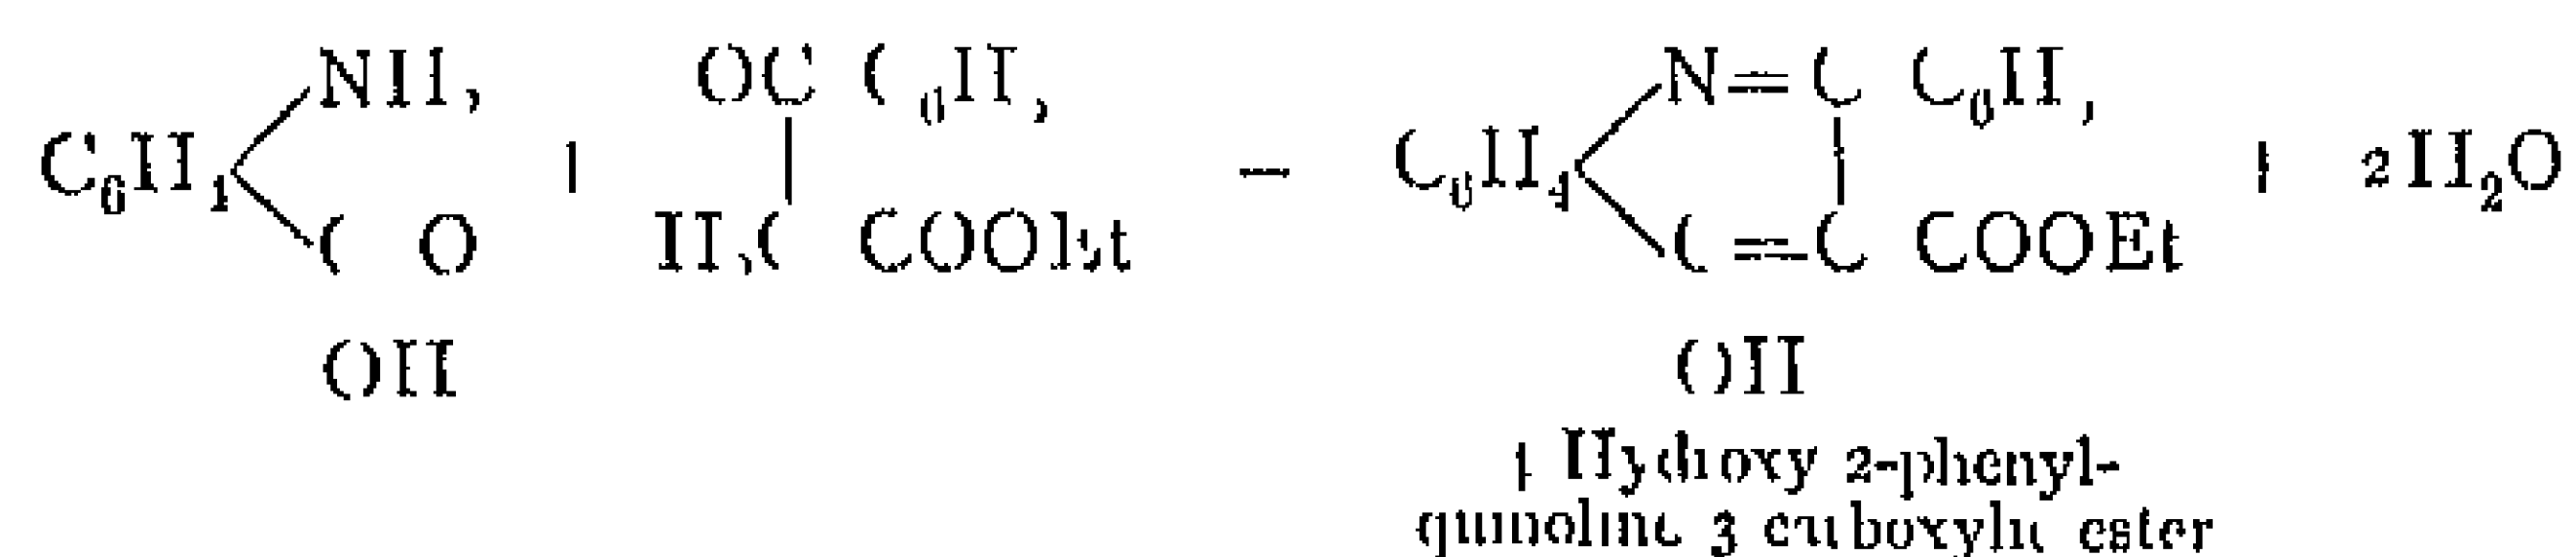 NH₂ OC C₆H₅ N=C C₆H₅
C₆H₄ + - C₆H₄ + 2H₂O
C O H₂C COOEt C=C COOEt
OH OH
4 Hydroxy 2-phenyl-
quinoline 3 carboxylic ester